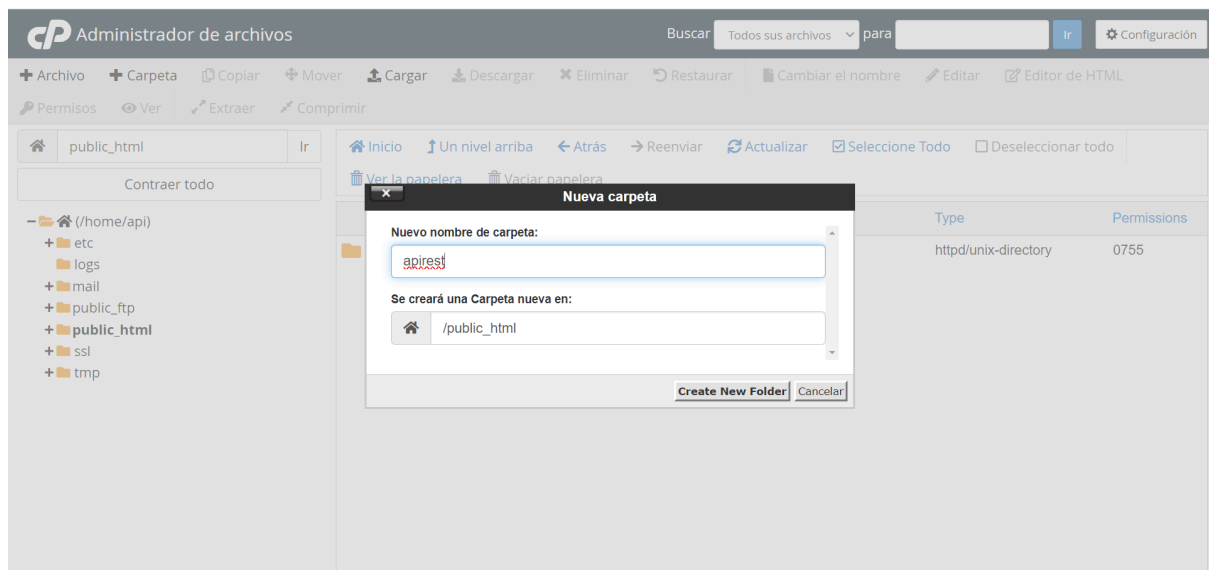 cP Administrador de archivos Buscar Todos sus archivos para Ir Configuración
Archivo Carpeta Copiar Mover Cargar Descargar Eliminar Restaurar Cambiar el nombre Editar Editor de HTML
Permisos Ver Extraer Comprimir
public_html Ir Inicio Un nivel arriba Atrás Reenviar Actualizar Seleccione Todo Deseleccionar todo
Contraer todo
Ver la papelera Vaciar papelera
x Nueva carpeta
Nuevo nombre de carpeta:
apirest
Se creará una Carpeta nueva en:
/public_html
Create New Folder Cancelar
Type Permissions
httpd/unix-directory 0755
(/home/api)
etc
logs
mail
public_ftp
public_html
ssl
tmp